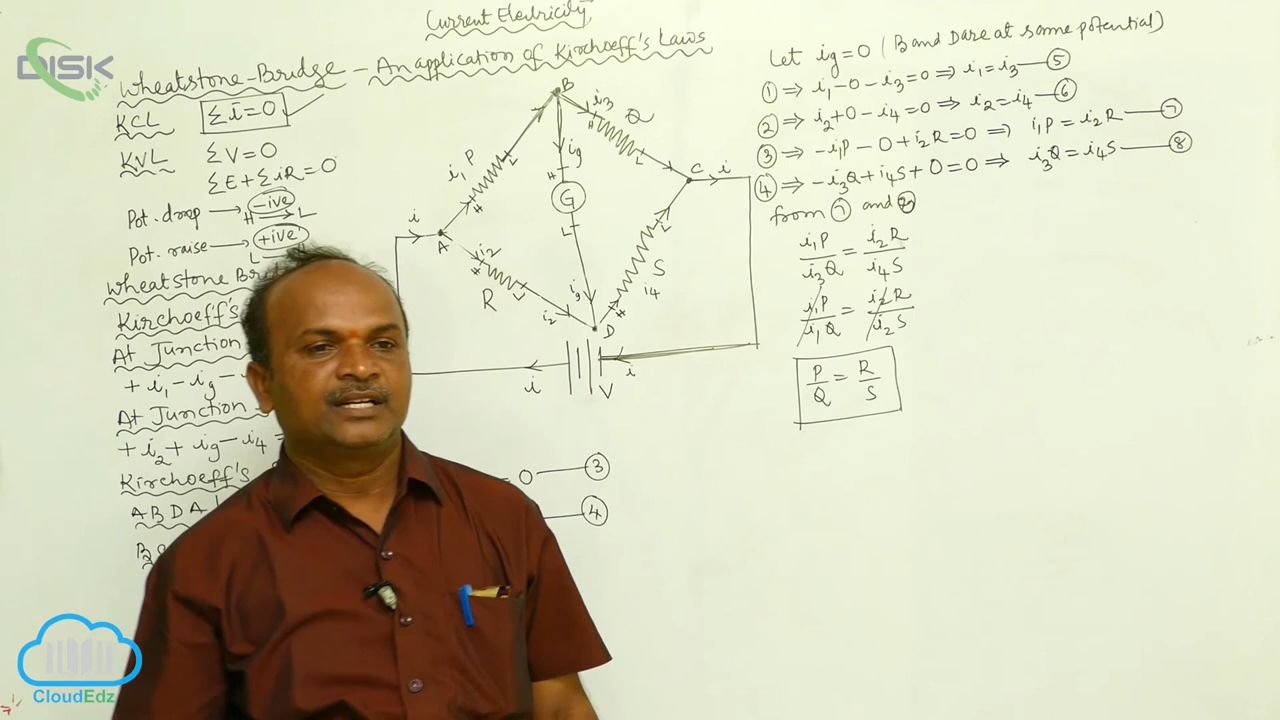 DISK
Current Electricity
Wheatstone-Bridge - An application of Kirchoeff's Laws
KCL Σi=0
KVL ΣV=0
ΣE+ΣiR=0
Pot. drop → -ive
H → L
Pot. raise → +ive
L
Wheatstone Br
Kirchoeff's
At Junction
+i₁-ig-
At Junction
+i₂+ig-i₄=
Kirchoeff's
= 0 — ③
ABDA
④
B
i
A
i₁ P
H
L
B
i₃
Q
H
L
C
i
ig
H
G
L
ig
i₂
H
L
R
i₂
D
H
i₄
S
L
i
V
i
Let ig=0 (B and D are at same potential)
① ⇒ i₁-0-i₃=0 ⇒ i₁=i₃ — ⑤
② ⇒ i₂+0-i₄=0 ⇒ i₂=i₄ — ⑥
③ ⇒ -i₁P-0+i₂R=0 ⇒ i₁P=i₂R — ⑦
④ ⇒ -i₃Q+i₄S+0=0 ⇒ i₃Q=i₄S — ⑧
from ⑦ and
i₁P/i₃Q = i₂R/i₄S
i₁P/i₁Q = i₂R/i₂S
P/Q = R/S
CloudEdz